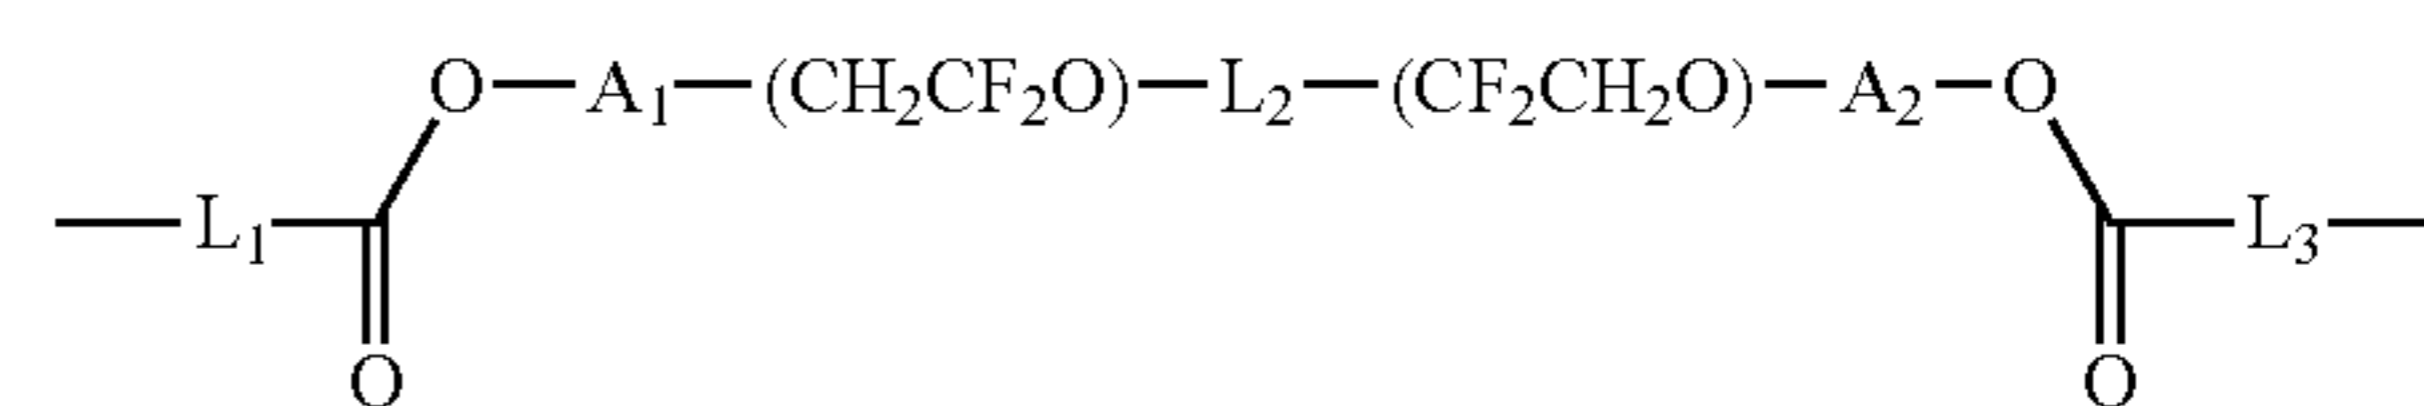 O—A₁—(CH₂CF₂O)—L₂—(CF₂CH₂O)—A₂—O
—L₁ L₃—
O O